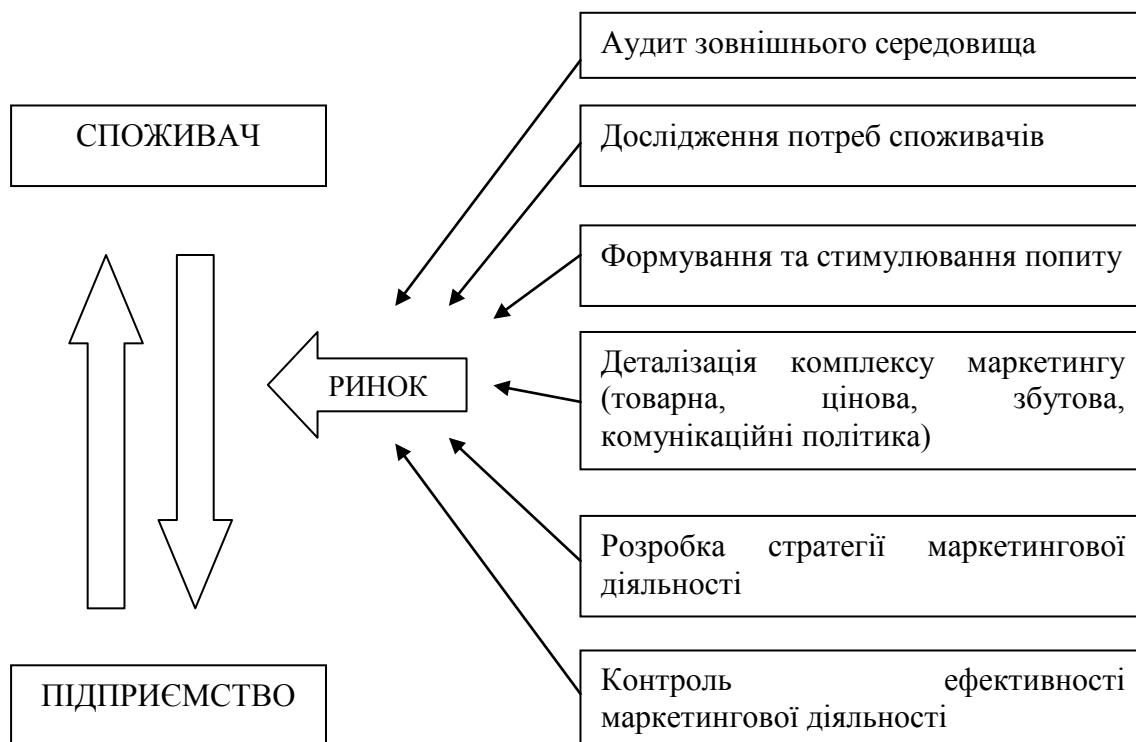 Аудит зовнішнього середовища
СПОЖИВАЧ
Дослідження потреб споживачів
Формування та стимулювання попиту
РИНОК
Деталізація комплексу маркетингу
(товарна, цінова, збутова,
комунікаційні політика)
Розробка стратегії маркетингової
діяльності
ПІДПРИЄМСТВО
Контроль ефективності
маркетингової діяльності